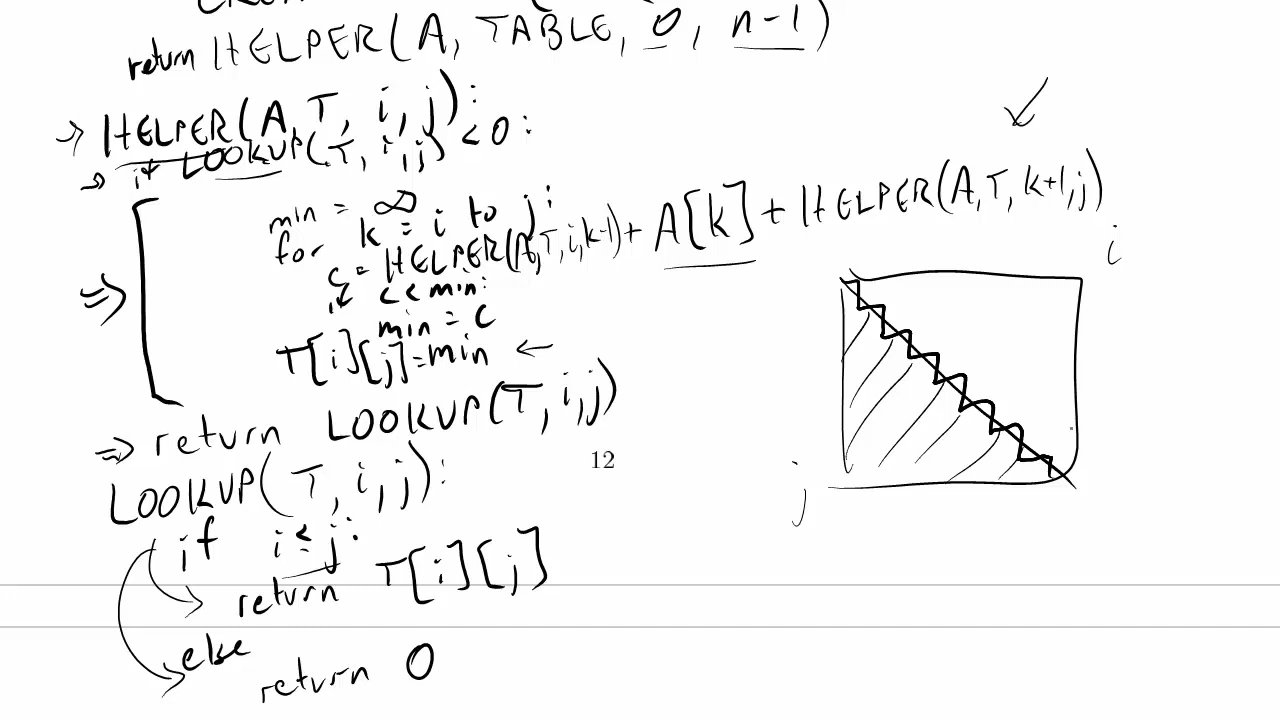 return HELPER(A, TABLE, 0, n-1)
HELPER(A, T, i, j):
if LOOKUP(T, i, j) < 0:
min = ∞
for k = i to j:
c = HELPER(A, T, i, k-1) + A[k] + HELPER(A, T, k+1, j)
if c < min:
min = c
T[i][j] = min
return LOOKUP(T, i, j)
LOOKUP(T, i, j):
if i ≤ j:
return T[i][j]
else
return 0
i
j
12